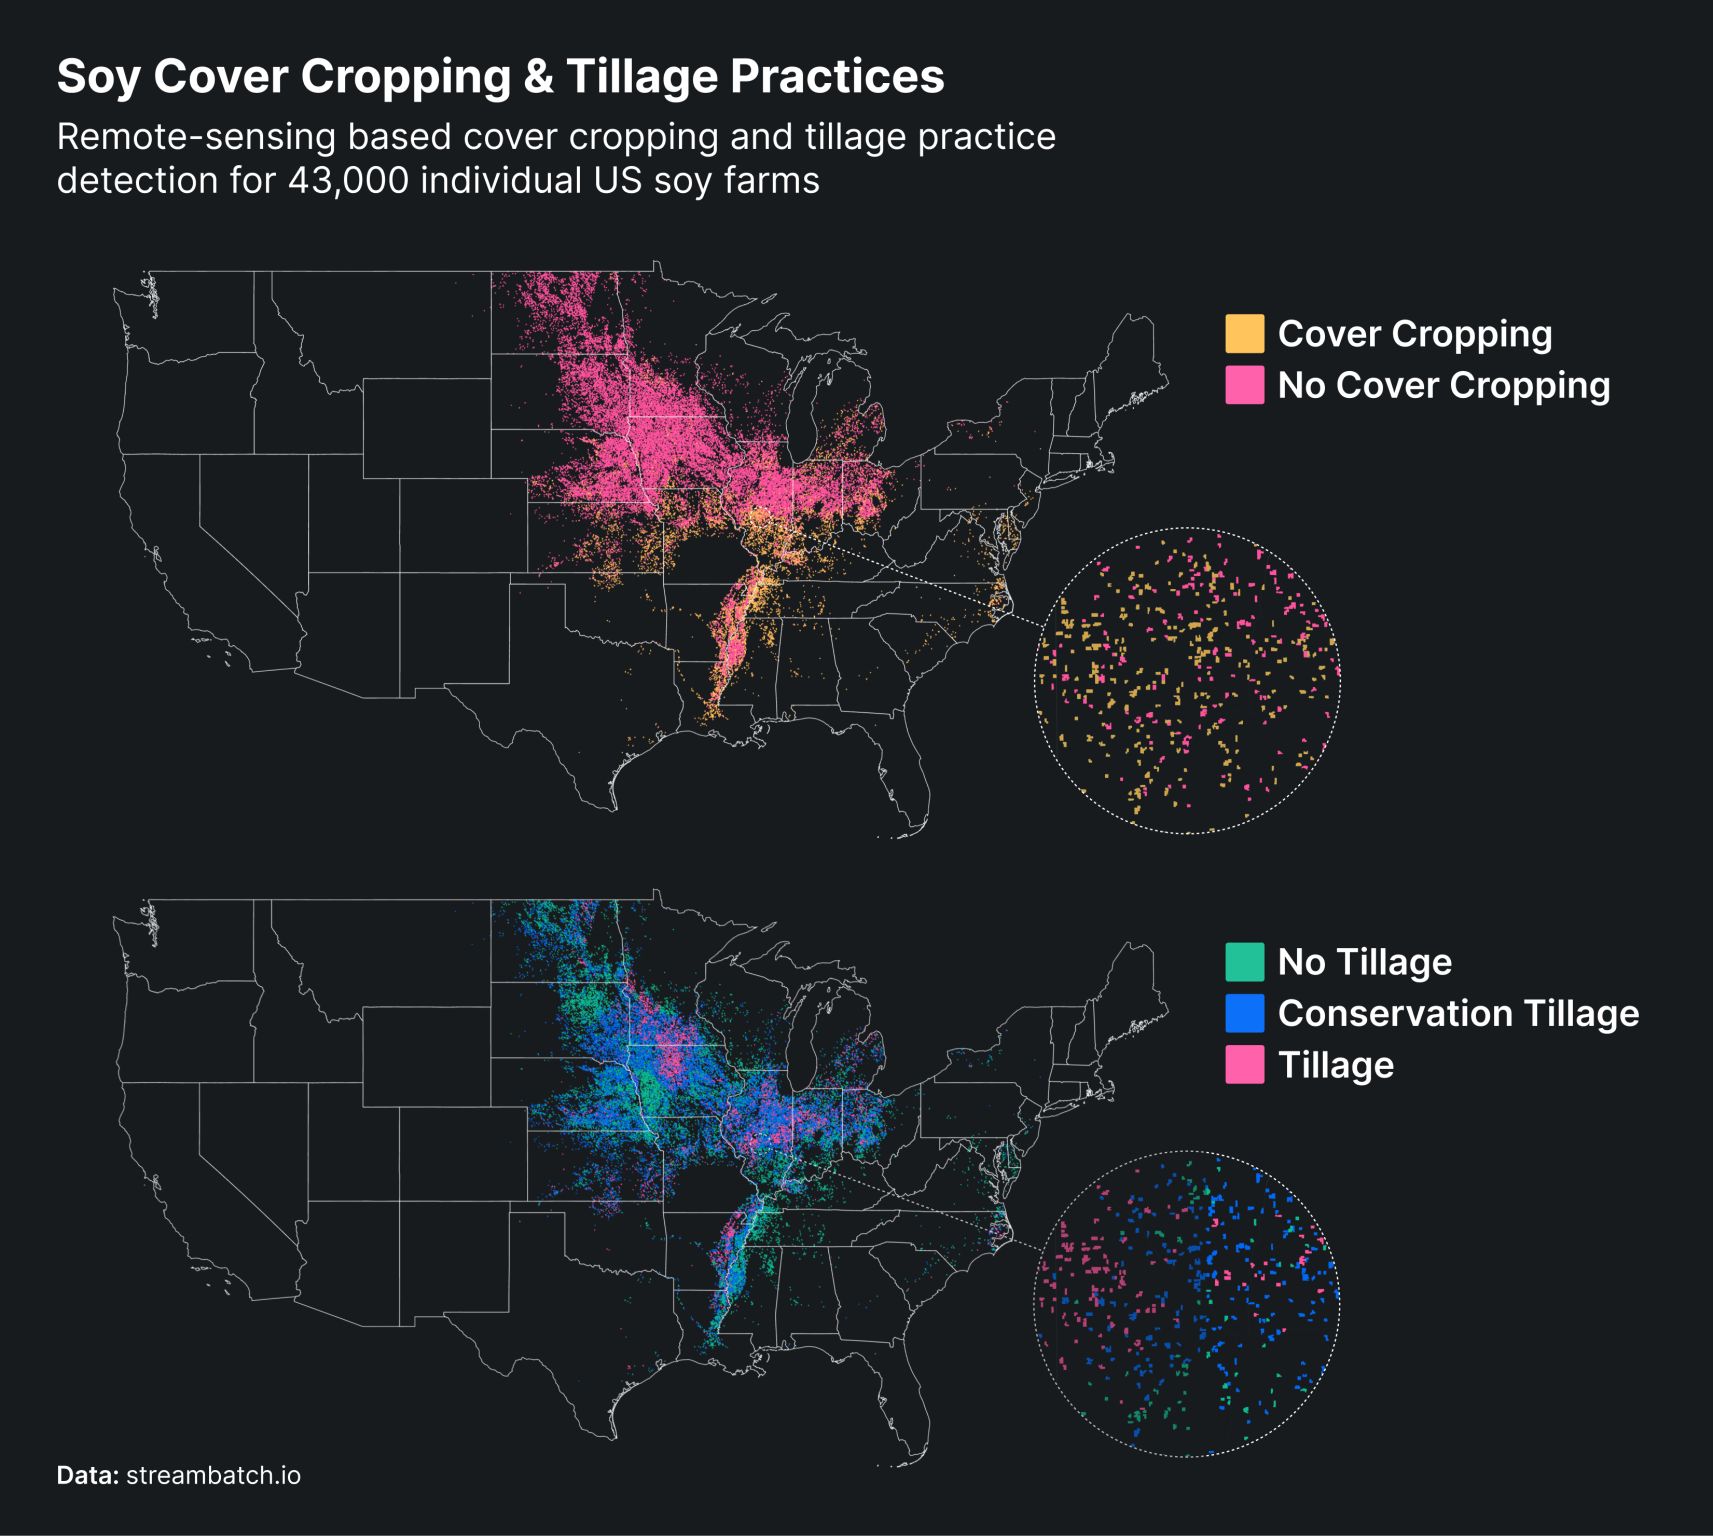 Soy Cover Cropping & Tillage Practices
Remote-sensing based cover cropping and tillage practice
detection for 43,000 individual US soy farms
Cover Cropping
No Cover Cropping
No Tillage
Conservation Tillage
Tillage
Data: streambatch.io